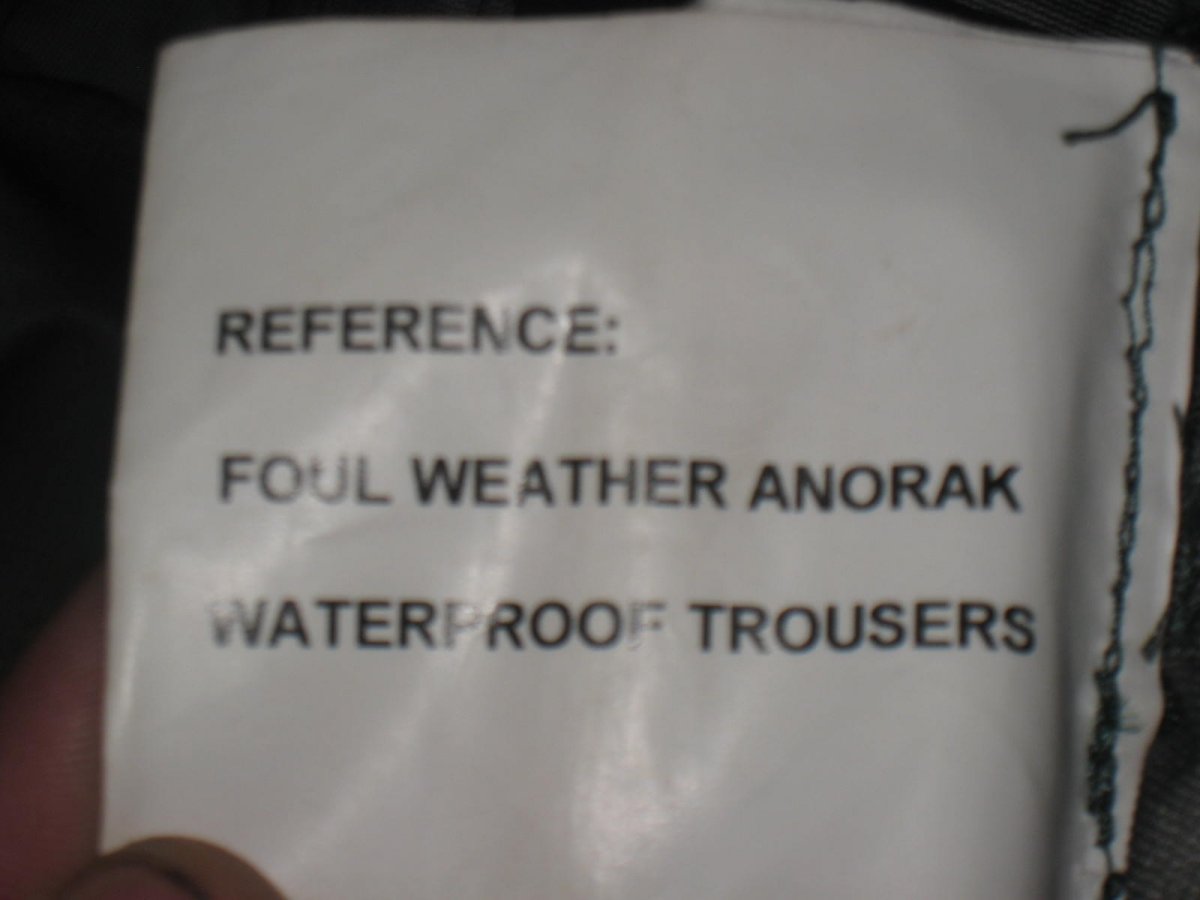 REFERENCE:
FOUL WEATHER ANORAK
WATERPROOF TROUSERS